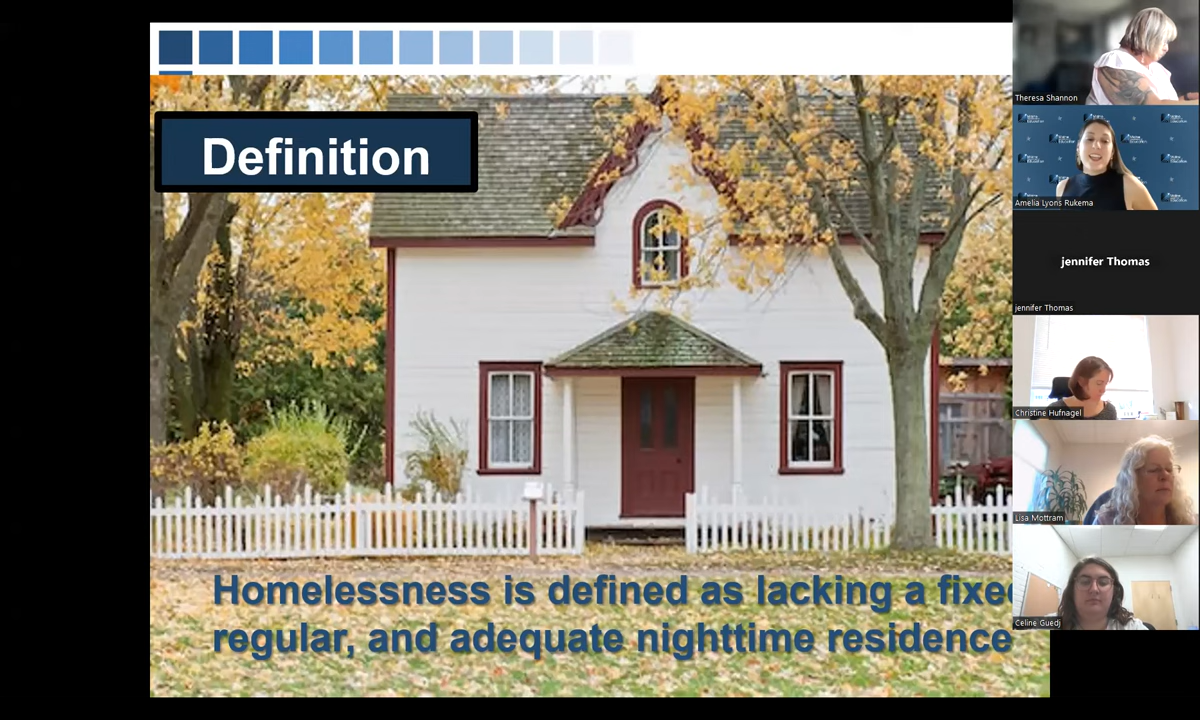 Definition
Homelessness is defined as lacking a fixed
regular, and adequate nighttime residence
Theresa Shannon
Amelia Lyons Rukema
jennifer Thomas
jennifer Thomas
Christine Hufnagel
Lisa Mottram
Celine Guedj